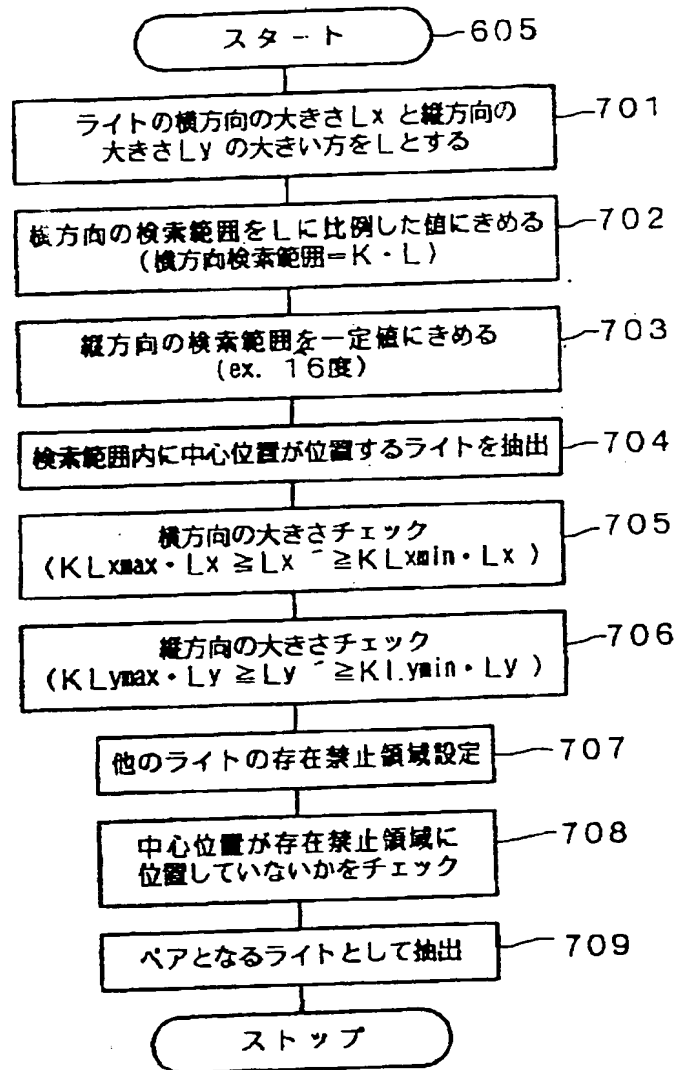 スタート
605
ライトの横方向の大きさLxと縦方向の
大きさLyの大きい方をLとする
701
横方向の検索範囲をLに比例した値にきめる
(横方向検索範囲=K・L)
702
縦方向の検索範囲を一定値にきめる
(ex. 16度)
703
検索範囲内に中心位置が位置するライトを抽出
704
横方向の大きさチェック
(KLxmax・Lx≧Lx´≧KLxmin・Lx)
705
縦方向の大きさチェック
(KLymax・Ly≧Ly´≧KLymin・Ly)
706
他のライトの存在禁止領域設定
707
中心位置が存在禁止領域に
位置していないかをチェック
708
ペアとなるライトとして抽出
709
ストップ